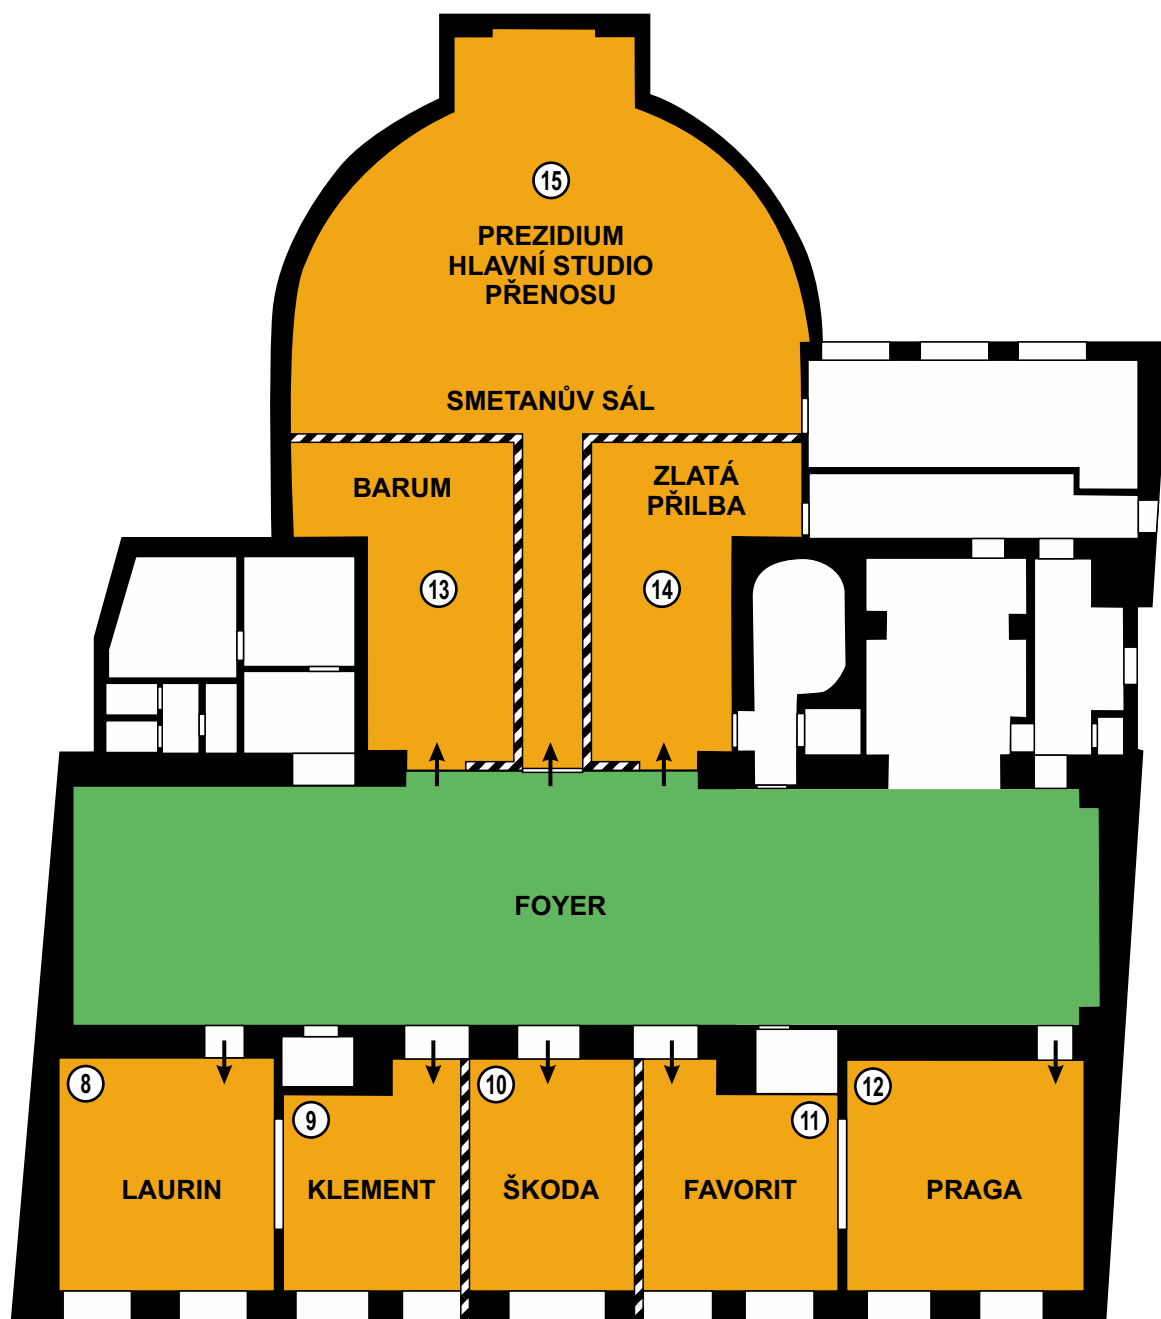 15
PREZIDIUM
HLAVNÍ STUDIO
PŘENOSU
SMETANŮV SÁL
BARUM
ZLATÁ
PŘILBA
13
14
FOYER
8
9
10
11
12
LAURIN
KLEMENT
ŠKODA
FAVORIT
PRAGA